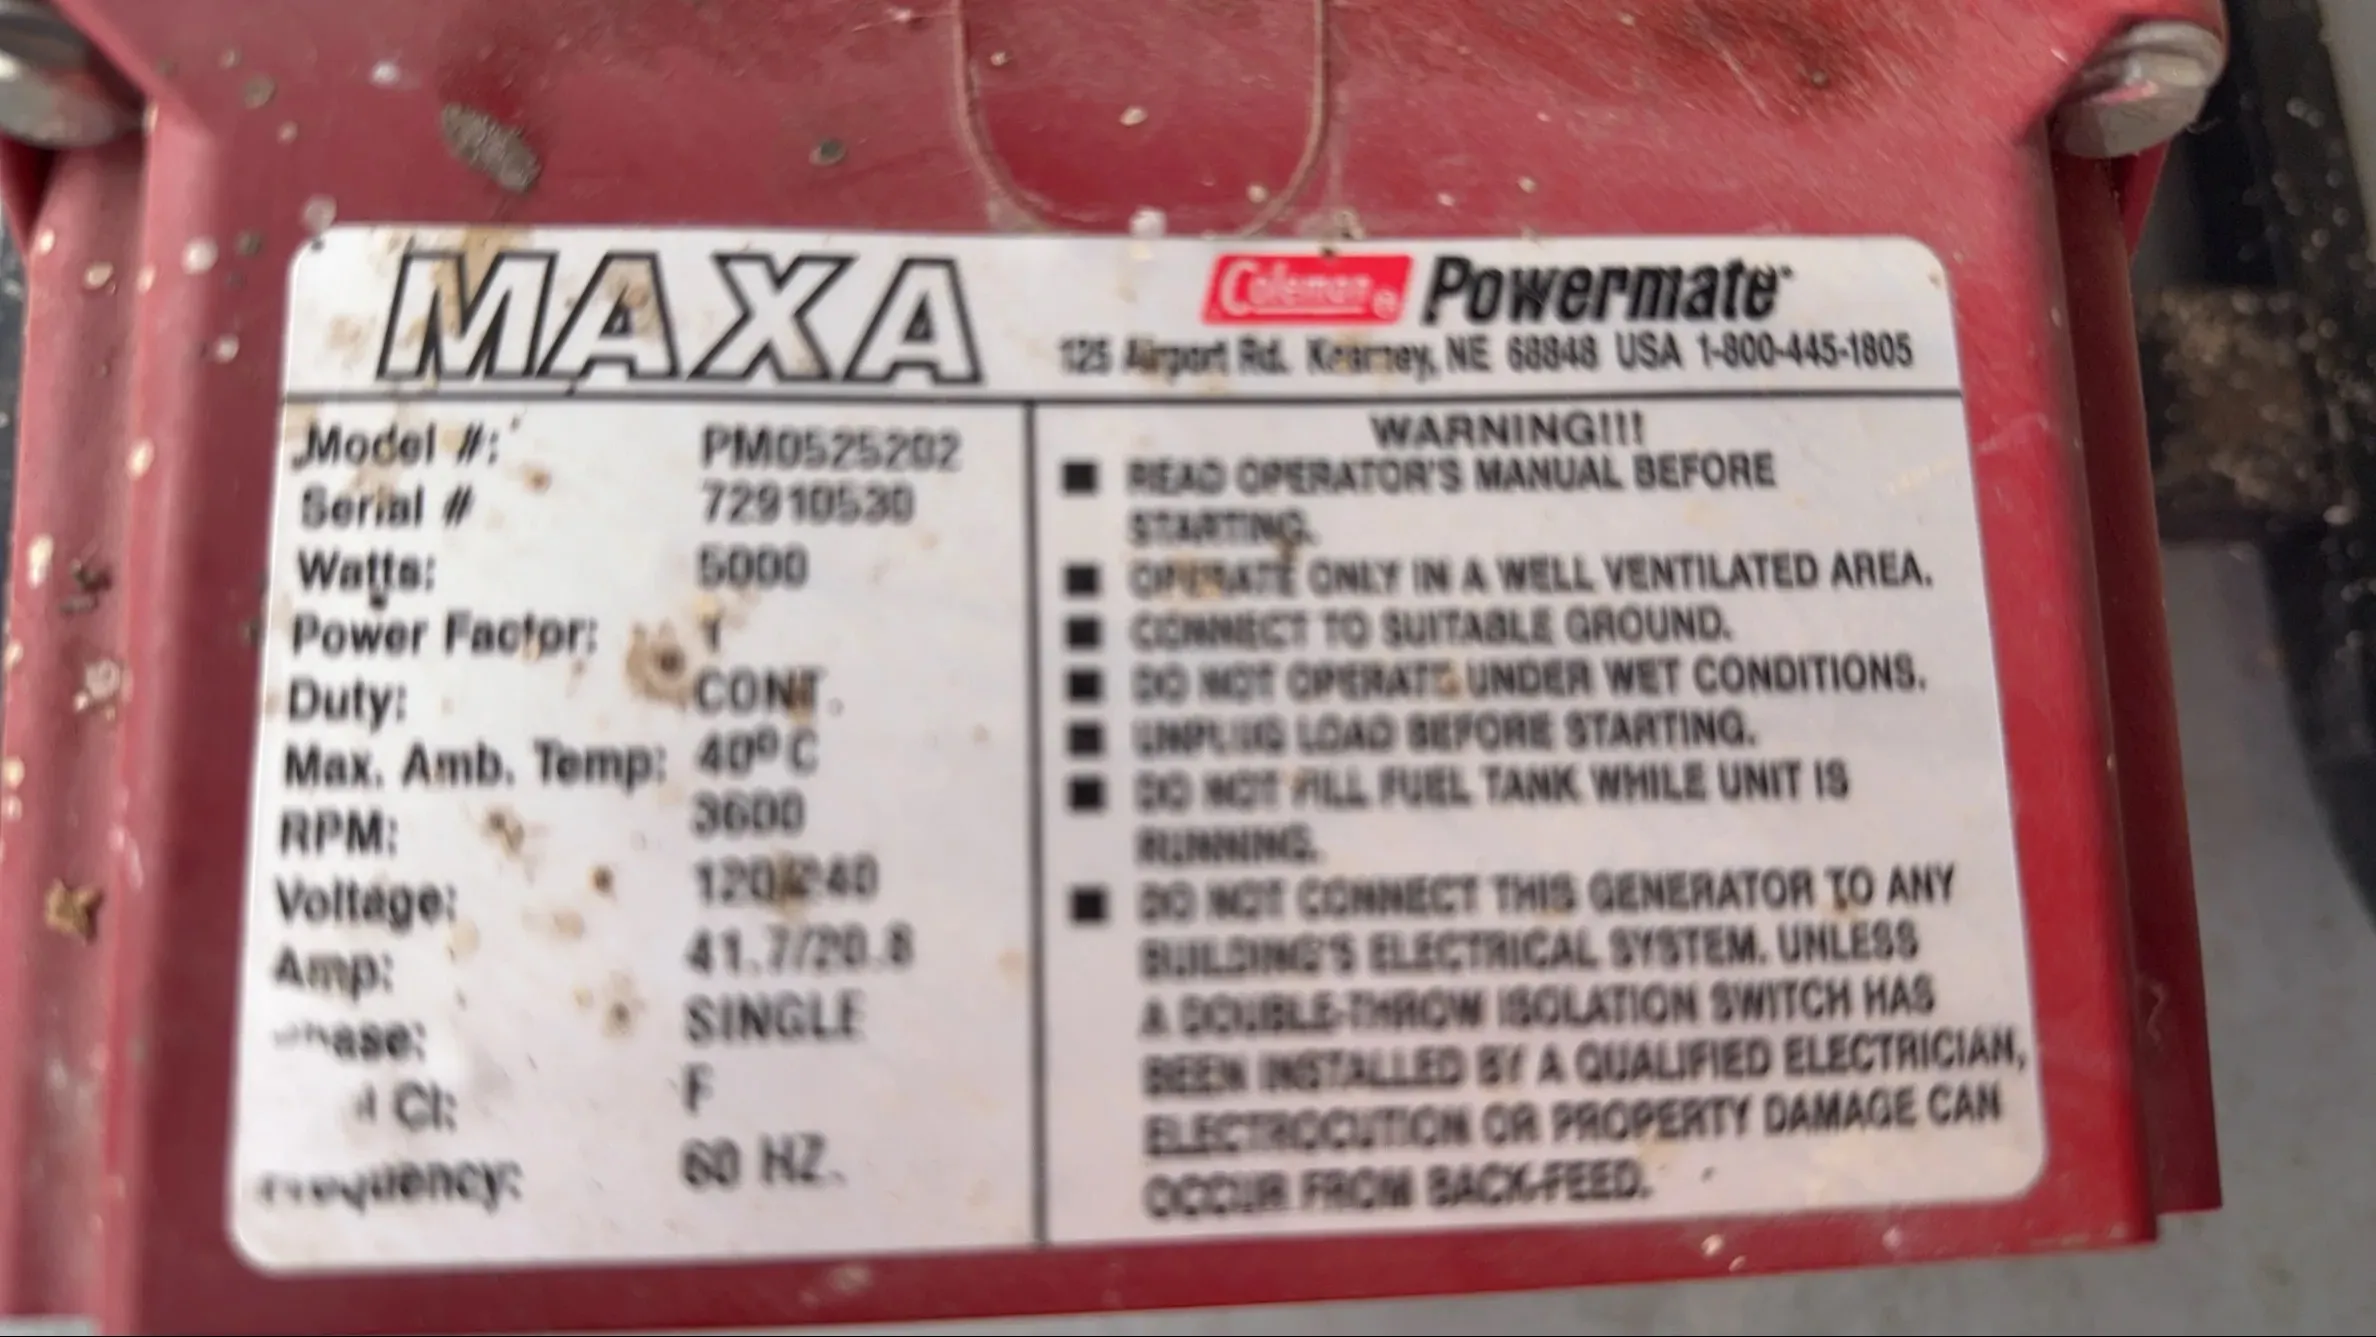 MAXA
Coleman® Powermate
125 Airport Rd. Kearney, NE 68848 USA 1-800-445-1805
Model #: PM0525202
Serial # 72910530
Watts: 5000
Power Factor: 1
Duty: CONT.
Max. Amb. Temp: 40º C
RPM: 3600
Voltage: 120/240
Amp: 41.7/20.8
SINGLE
Cl: F
Frequency: 60 HZ.
WARNING!!!
■ READ OPERATOR'S MANUAL BEFORE
STARTING.
■ OPERATE ONLY IN A WELL VENTILATED AREA.
■ CONNECT TO SUITABLE GROUND.
■ DO NOT OPERATE UNDER WET CONDITIONS.
■ UNPLUG LOAD BEFORE STARTING.
■ DO NOT FILL FUEL TANK WHILE UNIT IS
RUNNING.
■ DO NOT CONNECT THIS GENERATOR TO ANY
BUILDING'S ELECTRICAL SYSTEM. UNLESS
A DOUBLE-THROW ISOLATION SWITCH HAS
BEEN INSTALLED BY A QUALIFIED ELECTRICIAN,
ELECTROCUTION OR PROPERTY DAMAGE CAN
OCCUR FROM BACK-FEED.